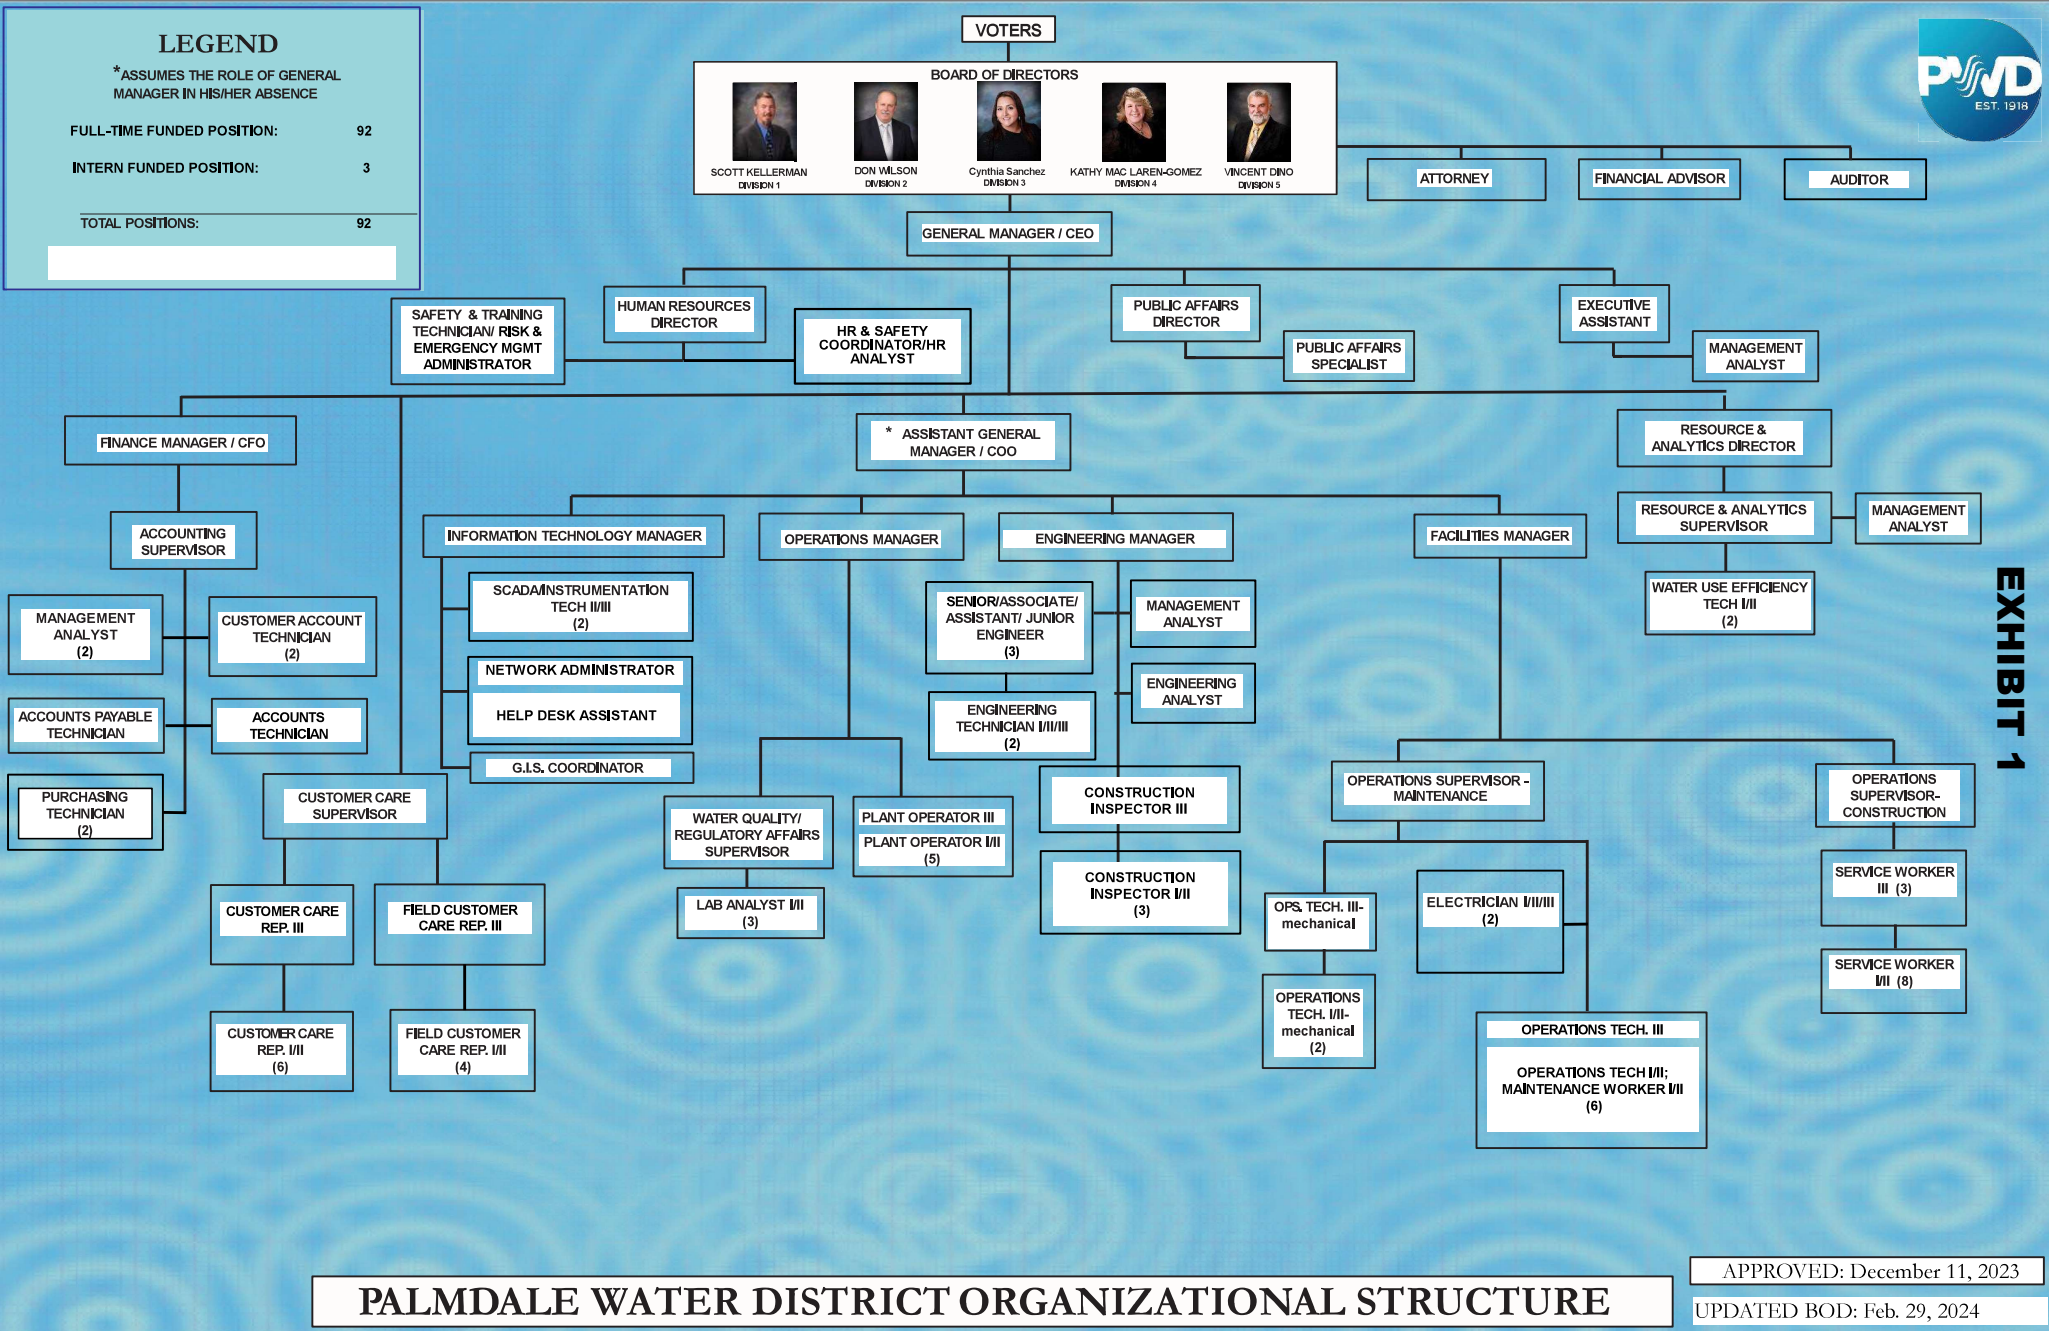 LEGEND
*ASSUMES THE ROLE OF GENERAL
MANAGER IN HIS/HER ABSENCE
FULL-TIME FUNDED POSITION: 92
INTERN FUNDED POSITION: 3
TOTAL POSITIONS: 92
VOTERS
BOARD OF DIRECTORS
SCOTT KELLERMAN
DIVISION 1
DON WILSON
DIVISION 2
Cynthia Sanchez
DIVISION 3
KATHY MAC LAREN-GOMEZ
DIVISION 4
VINCENT DINO
DIVISION 5
PWD
EST. 1918
ATTORNEY
FINANCIAL ADVISOR
AUDITOR
GENERAL MANAGER / CEO
SAFETY & TRAINING
TECHNICIAN/ RISK &
EMERGENCY MGMT
ADMINISTRATOR
HUMAN RESOURCES
DIRECTOR
HR & SAFETY
COORDINATOR/HR
ANALYST
PUBLIC AFFAIRS
DIRECTOR
PUBLIC AFFAIRS
SPECIALIST
EXECUTIVE
ASSISTANT
MANAGEMENT
ANALYST
FINANCE MANAGER / CFO
* ASSISTANT GENERAL
MANAGER / COO
RESOURCE &
ANALYTICS DIRECTOR
ACCOUNTING
SUPERVISOR
INFORMATION TECHNOLOGY MANAGER
OPERATIONS MANAGER
ENGINEERING MANAGER
FACILITIES MANAGER
RESOURCE & ANALYTICS
SUPERVISOR
MANAGEMENT
ANALYST
MANAGEMENT
ANALYST
(2)
CUSTOMER ACCOUNT
TECHNICIAN
(2)
SCADA/INSTRUMENTATION
TECH II/III
(2)
SENIOR/ASSOCIATE/
ASSISTANT/ JUNIOR
ENGINEER
(3)
MANAGEMENT
ANALYST
WATER USE EFFICIENCY
TECH I/II
(2)
NETWORK ADMINISTRATOR
HELP DESK ASSISTANT
ENGINEERING
ANALYST
ACCOUNTS PAYABLE
TECHNICIAN
ACCOUNTS
TECHNICIAN
ENGINEERING
TECHNICIAN I/II/III
(2)
G.I.S. COORDINATOR
PURCHASING
TECHNICIAN
(2)
CUSTOMER CARE
SUPERVISOR
WATER QUALITY/
REGULATORY AFFAIRS
SUPERVISOR
PLANT OPERATOR III
PLANT OPERATOR I/II
(5)
CONSTRUCTION
INSPECTOR III
OPERATIONS SUPERVISOR -
MAINTENANCE
OPERATIONS
SUPERVISOR-
CONSTRUCTION
CUSTOMER CARE
REP. III
FIELD CUSTOMER
CARE REP. III
LAB ANALYST I/II
(3)
CONSTRUCTION
INSPECTOR I/II
(3)
OPS. TECH. III-
mechanical
ELECTRICIAN I/II/III
(2)
SERVICE WORKER
III (3)
SERVICE WORKER
I/II (8)
CUSTOMER CARE
REP. I/II
(6)
FIELD CUSTOMER
CARE REP. I/II
(4)
OPERATIONS
TECH. I/II-
mechanical
(2)
OPERATIONS TECH. III
OPERATIONS TECH I/II;
MAINTENANCE WORKER I/II
(6)
EXHIBIT 1
PALMDALE WATER DISTRICT ORGANIZATIONAL STRUCTURE
APPROVED: December 11, 2023
UPDATED BOD: Feb. 29, 2024